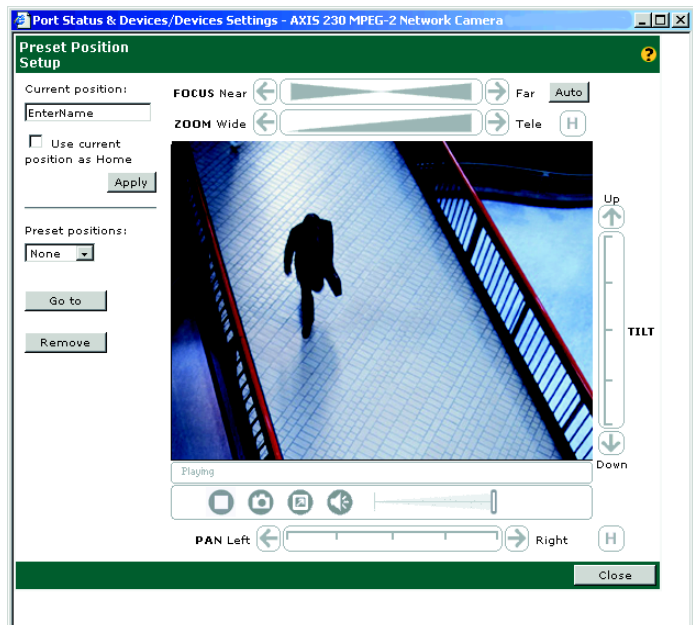 Port Status & Devices/Devices Settings - AXIS 230 MPEG-2 Network Camera
Preset Position
Setup
?
Current position:
EnterName
Use current
position as Home
Apply
Preset positions:
None
Go to
Remove
FOCUS Near
Far
Auto
ZOOM Wide
Tele
H
Up
TILT
Down
Playing
PAN Left
Right
H
Close